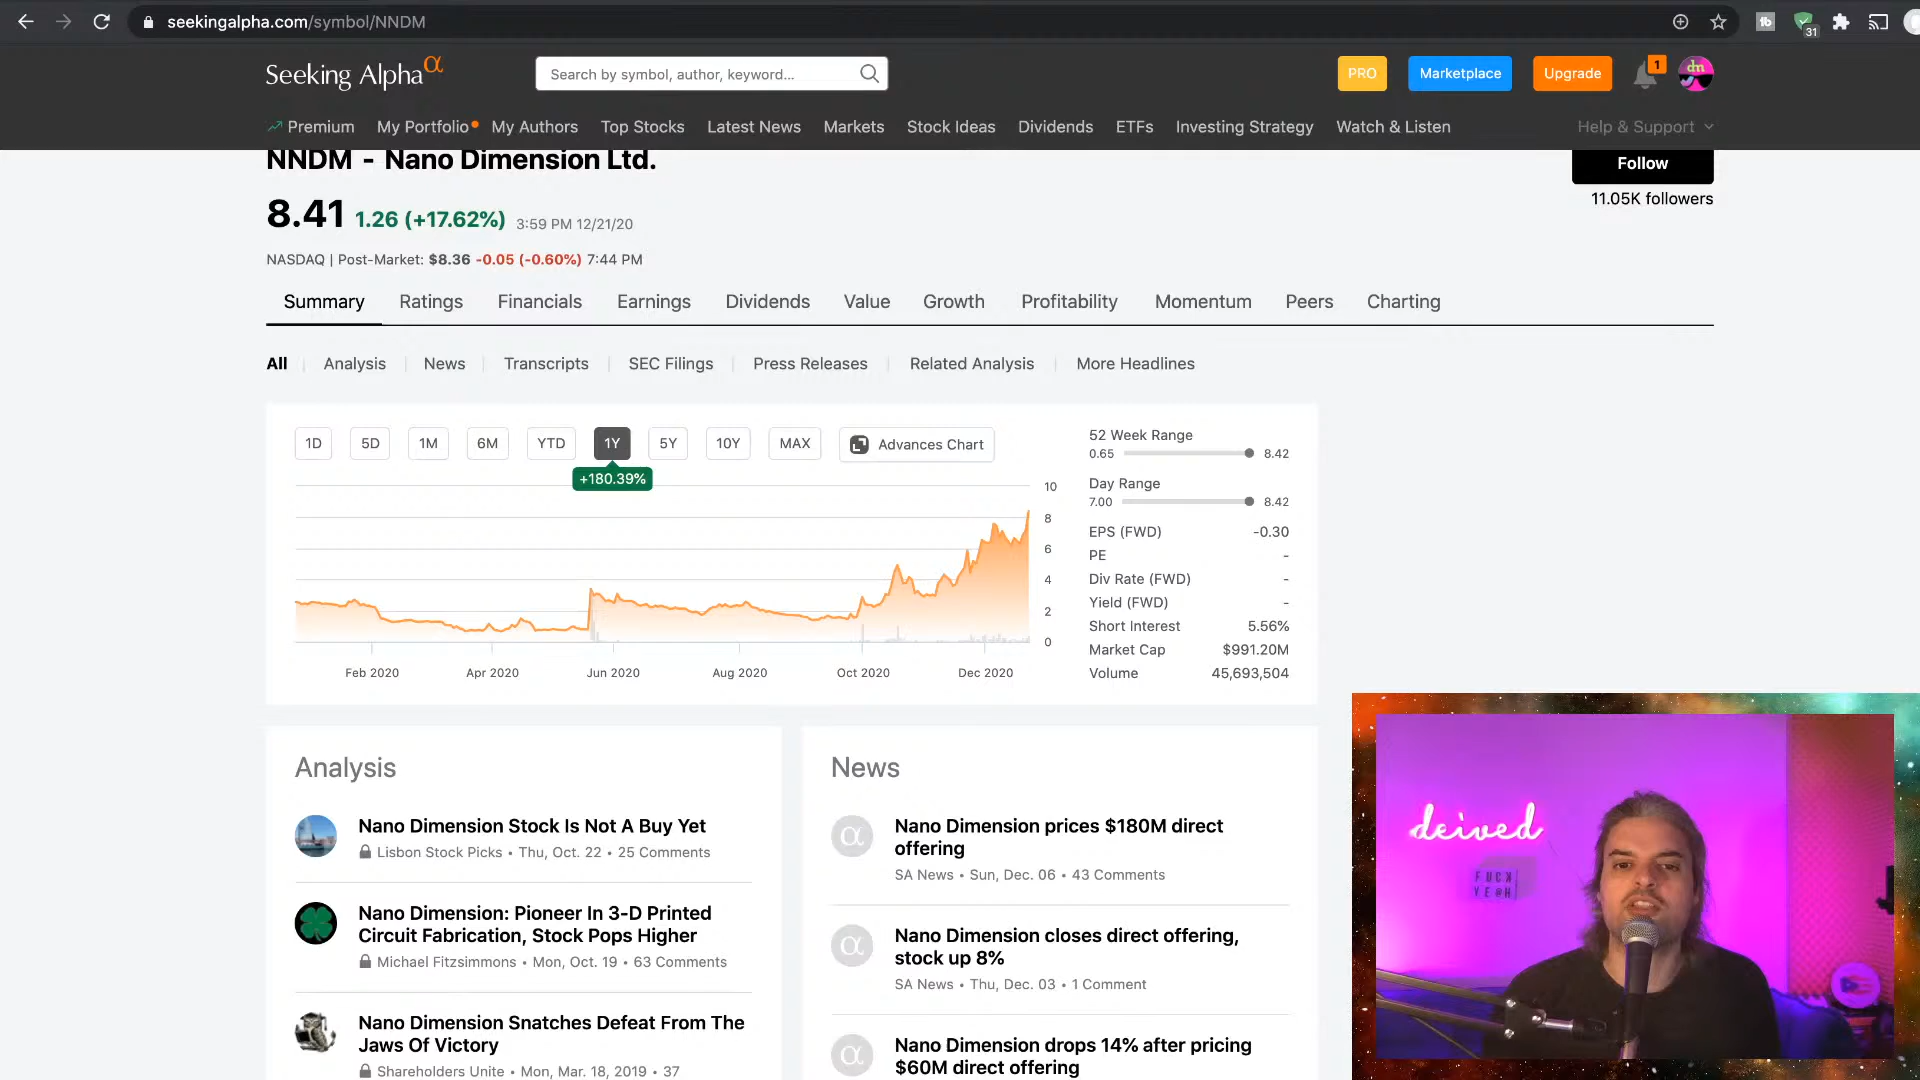 seekingalpha.com/symbol/NNDM
31
Seeking Alpha α
Search by symbol, author, keyword...
PRO
Marketplace
Upgrade
1
dm
Premium My Portfolio My Authors Top Stocks Latest News Markets Stock Ideas Dividends ETFs Investing Strategy Watch & Listen Help & Support
NNDM - Nano Dimension Ltd.
Follow
11.05K followers
8.41 1.26 (+17.62%) 3:59 PM 12/21/20
NASDAQ | Post-Market: $8.36 -0.05 (-0.60%) 7:44 PM
Summary Ratings Financials Earnings Dividends Value Growth Profitability Momentum Peers Charting
All | Analysis | News | Transcripts | SEC Filings | Press Releases | Related Analysis | More Headlines
1D 5D 1M 6M YTD 1Y 5Y 10Y MAX Advances Chart
+180.39%
10
8
6
4
2
0
Feb 2020 Apr 2020 Jun 2020 Aug 2020 Oct 2020 Dec 2020
52 Week Range
0.65 8.42
Day Range
7.00 8.42
EPS (FWD) -0.30
PE -
Div Rate (FWD) -
Yield (FWD) -
Short Interest 5.56%
Market Cap $991.20M
Volume 45,693,504
Analysis
Nano Dimension Stock Is Not A Buy Yet
Lisbon Stock Picks • Thu, Oct. 22 • 25 Comments
Nano Dimension: Pioneer In 3-D Printed
Circuit Fabrication, Stock Pops Higher
Michael Fitzsimmons • Mon, Oct. 19 • 63 Comments
Nano Dimension Snatches Defeat From The
Jaws Of Victory
Shareholders Unite • Mon, Mar. 18, 2019 • 37
News
Nano Dimension prices $180M direct
offering
SA News • Sun, Dec. 06 • 43 Comments
Nano Dimension closes direct offering,
stock up 8%
SA News • Thu, Dec. 03 • 1 Comment
Nano Dimension drops 14% after pricing
$60M direct offering
deived
FUCK
YE@H